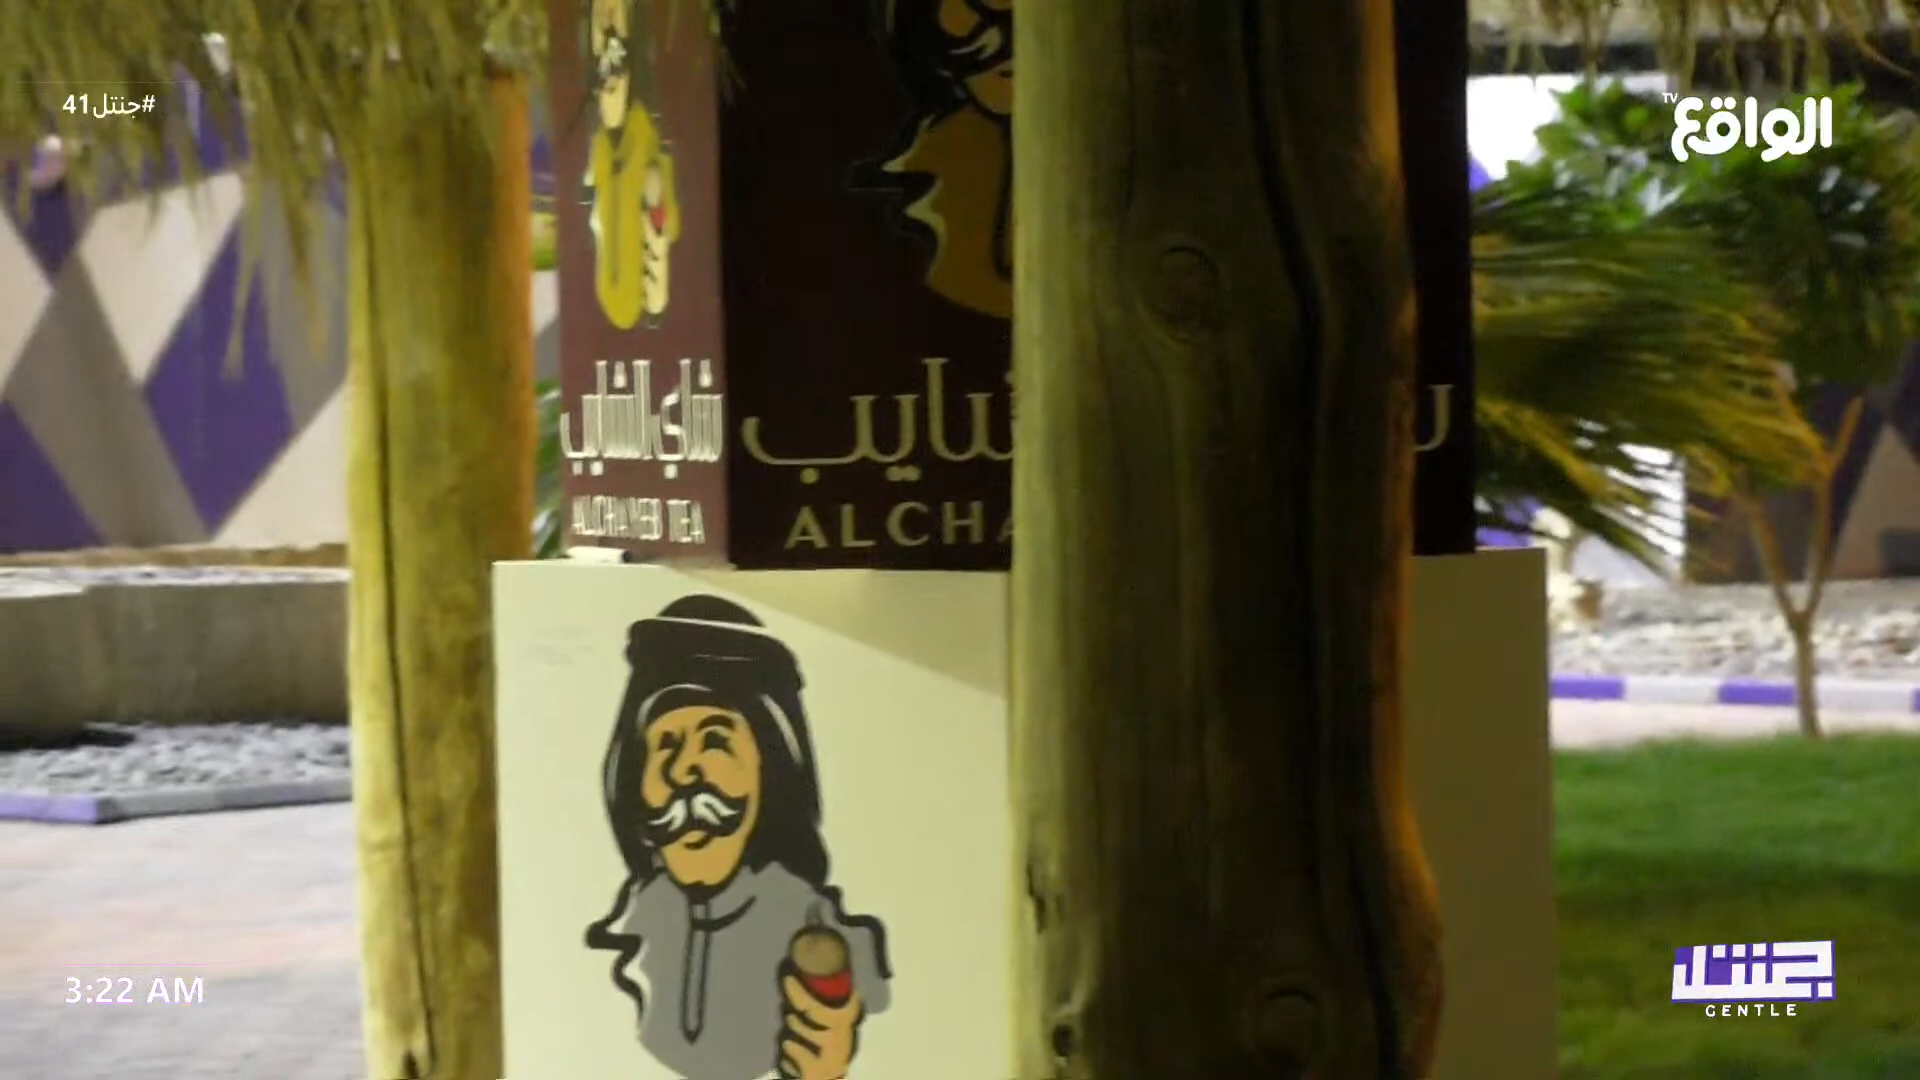 #جنتل41
TV
الواقع
شاي الشايب
ALCHAYEB TEA
شايب
ALCHA
3:22 AM
جنتل
GENTLE